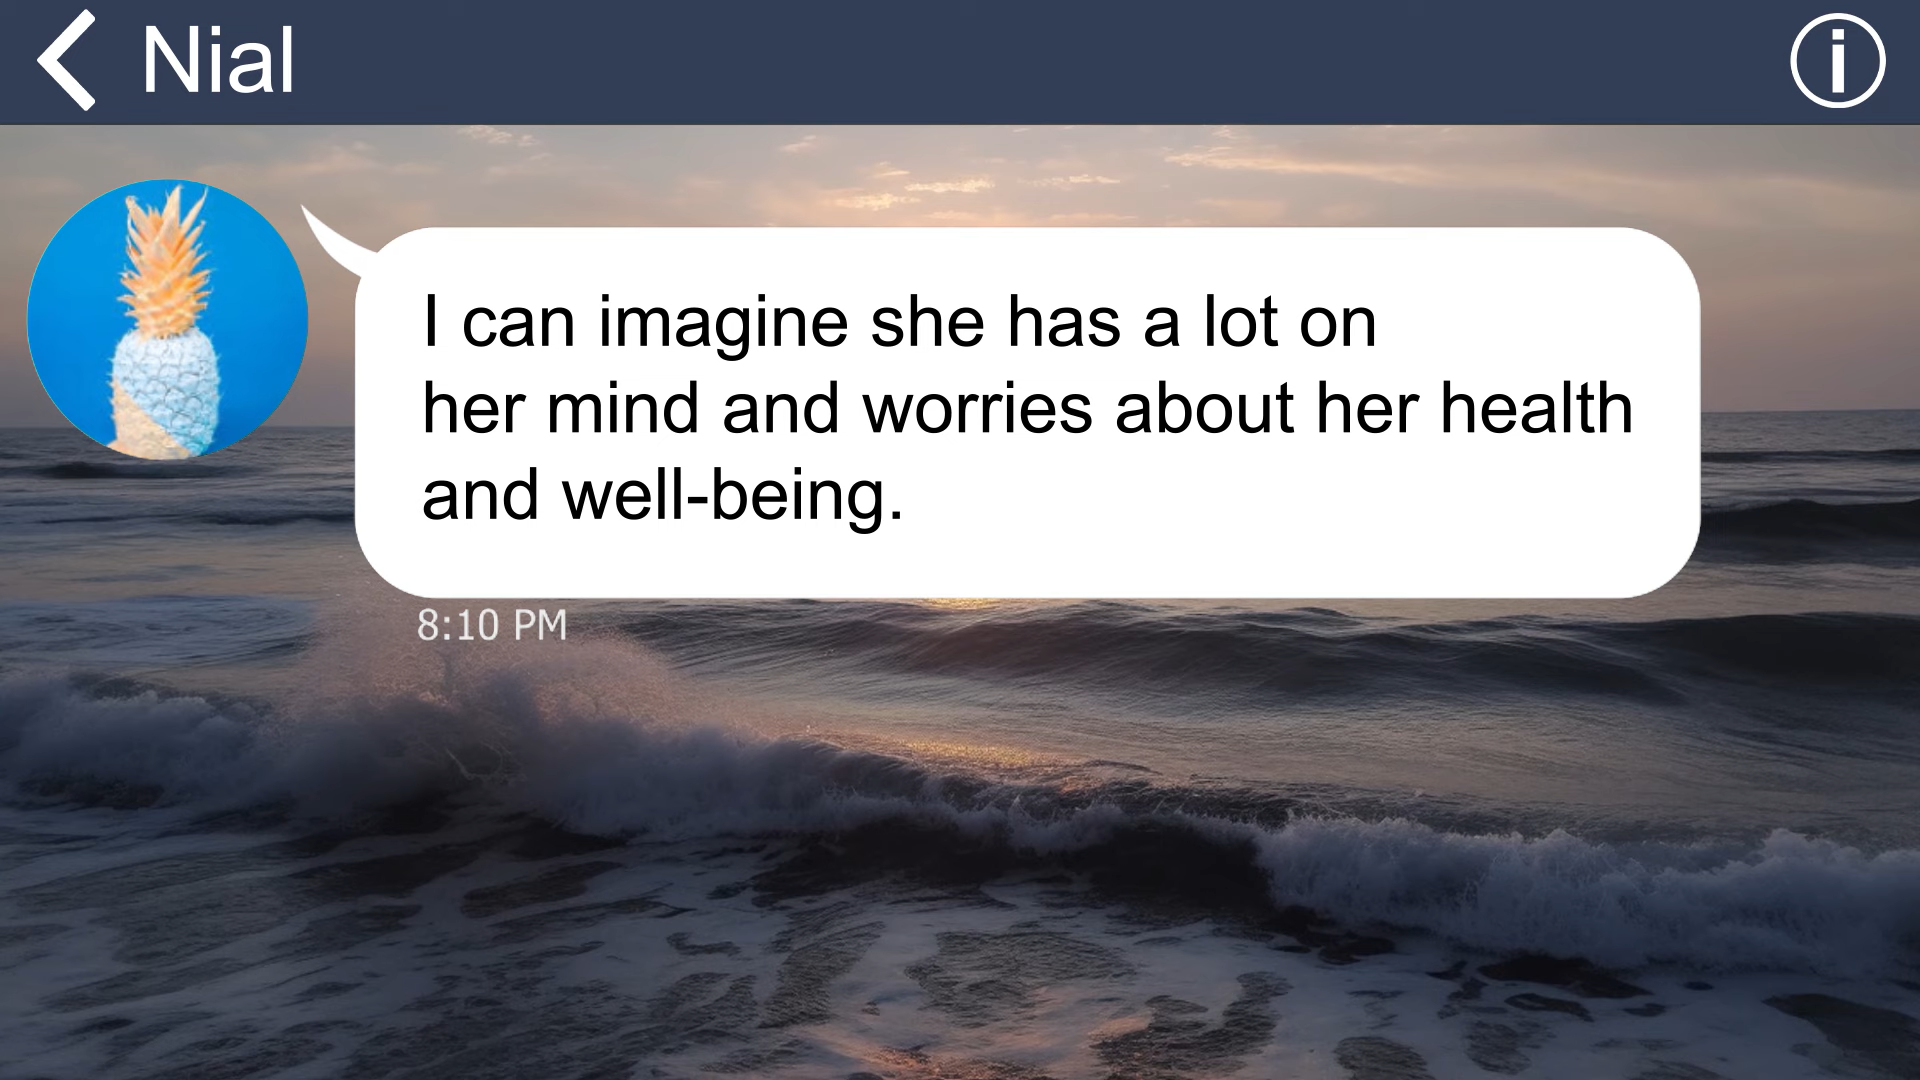 Nial
I can imagine she has a lot on
her mind and worries about her health
and well-being.
8:10 PM